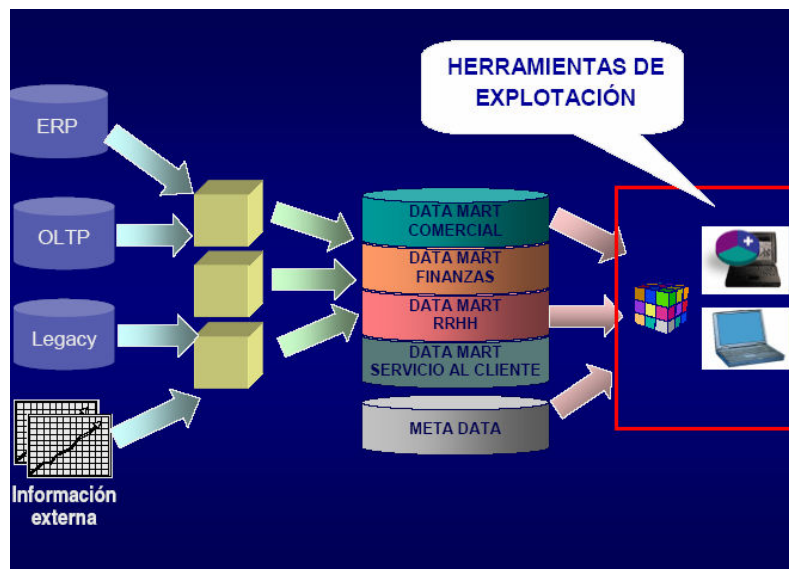 HERRAMIENTAS DE
EXPLOTACIÓN
ERP
OLTP
Legacy
Información
externa
DATA MART
COMERCIAL
DATA MART
FINANZAS
DATA MART
RRHH
DATA MART
SERVICIO AL CLIENTE
META DATA